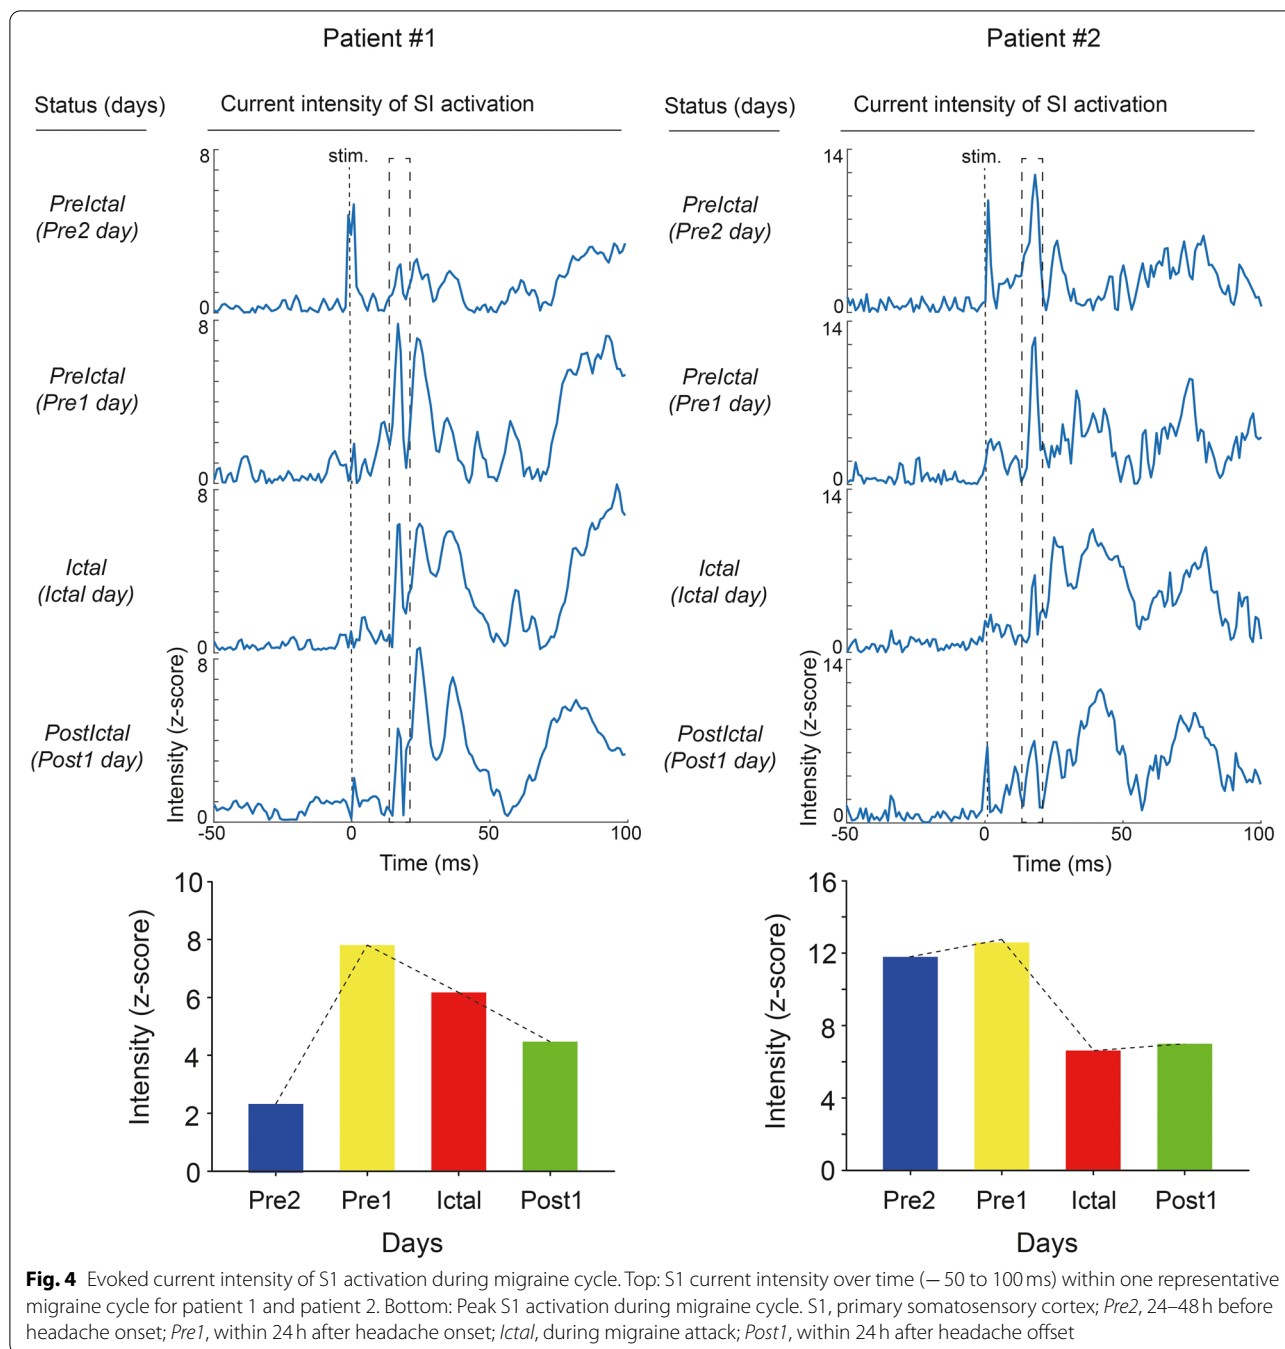 Patient #1
Status (days)
Current intensity of SI activation
8
stim.
PreIctal
(Pre2 day)
0
8
PreIctal
(Pre1 day)
0
8
Ictal
(Ictal day)
0
8
PostIctal
(Post1 day)
Intensity (z-score)
0
-50
0
50
100
Time (ms)
10
8
6
4
2
0
Intensity (z-score)
Pre2
Pre1
Ictal
Post1
Days
Patient #2
Status (days)
Current intensity of SI activation
14
stim.
PreIctal
(Pre2 day)
0
14
PreIctal
(Pre1 day)
0
14
Ictal
(Ictal day)
0
14
PostIctal
(Post1 day)
Intensity (z-score)
0
-50
0
50
100
Time (ms)
16
12
8
4
0
Intensity (z-score)
Pre2
Pre1
Ictal
Post1
Days
Fig. 4 Evoked current intensity of S1 activation during migraine cycle. Top: S1 current intensity over time (− 50 to 100 ms) within one representative
migraine cycle for patient 1 and patient 2. Bottom: Peak S1 activation during migraine cycle. S1, primary somatosensory cortex; Pre2, 24–48 h before
headache onset; Pre1, within 24 h after headache onset; Ictal, during migraine attack; Post1, within 24 h after headache offset